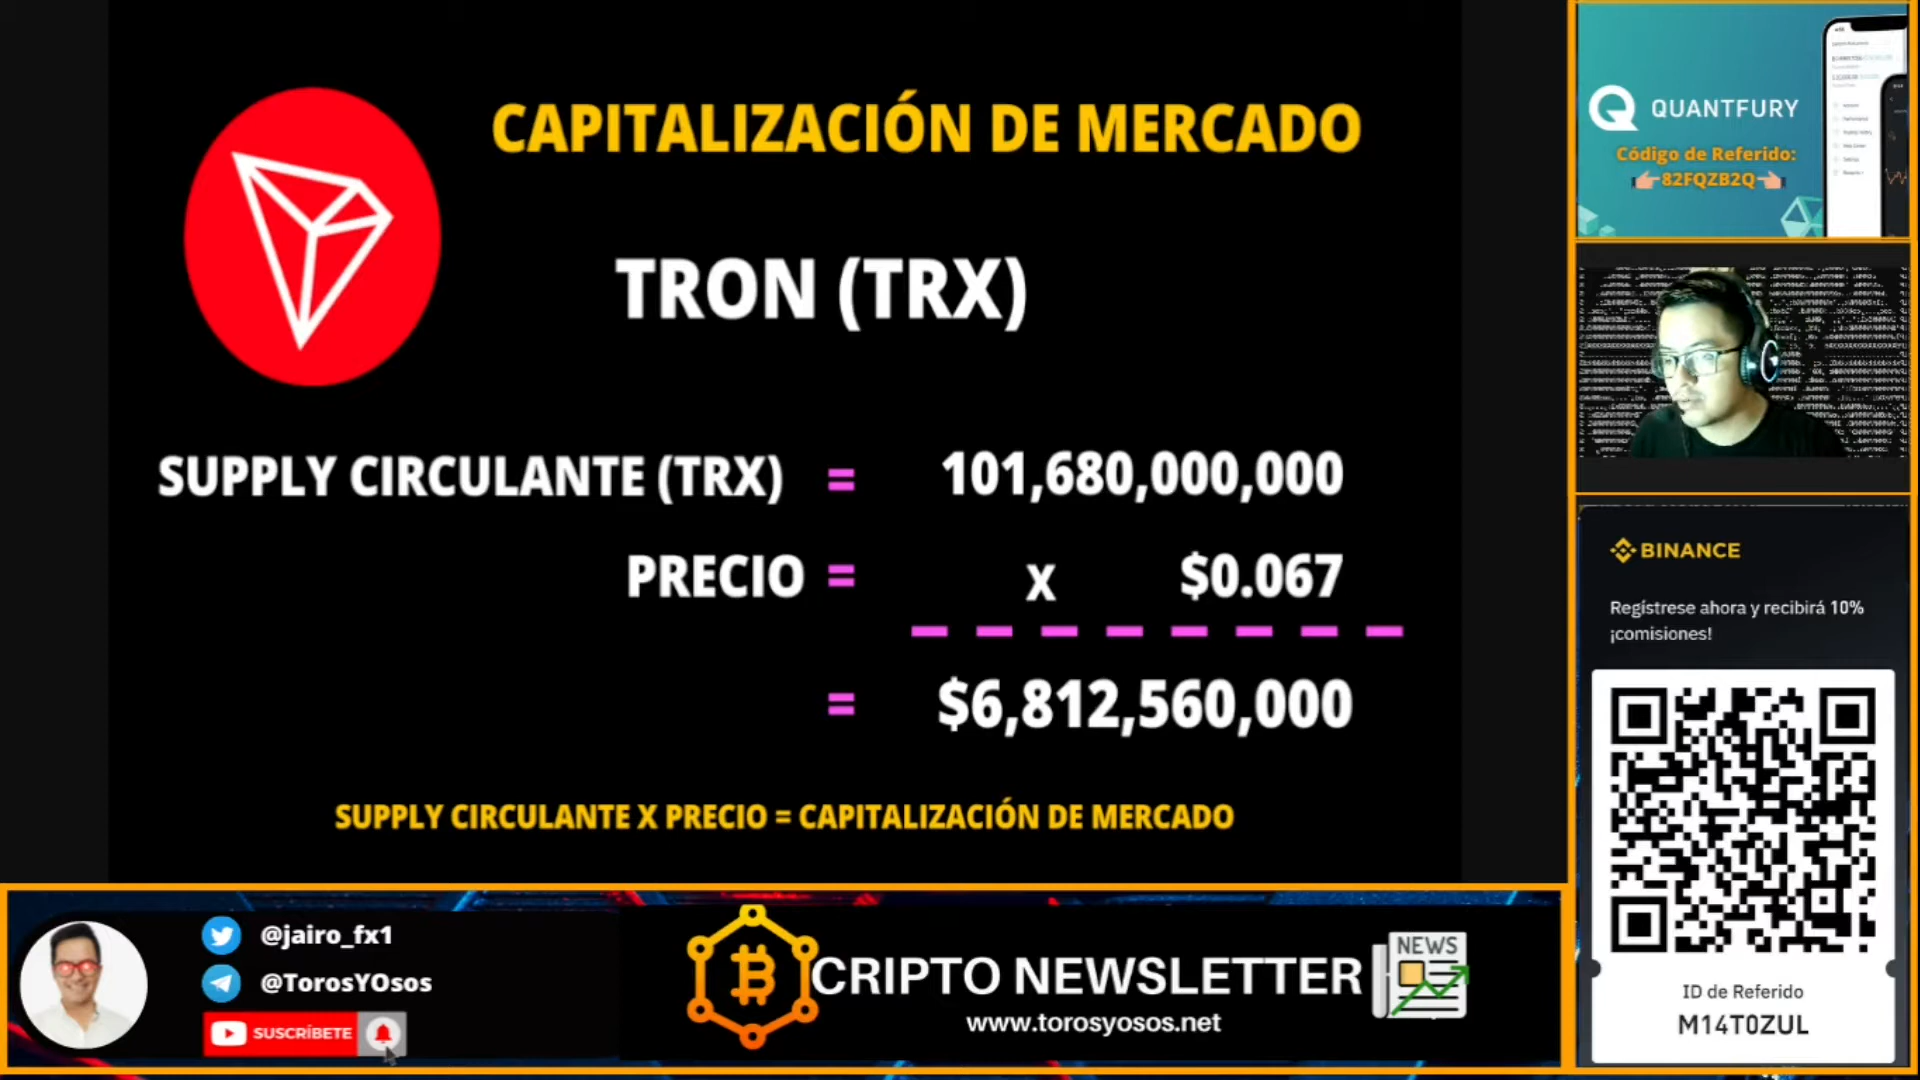 CAPITALIZACIÓN DE MERCADO
TRON (TRX)
SUPPLY CIRCULANTE (TRX) = 101,680,000,000
PRECIO = X $0.067
= $6,812,560,000
SUPPLY CIRCULANTE X PRECIO = CAPITALIZACIÓN DE MERCADO
QUANTFURY
Código de Referido:
82FQZB2Q
BINANCE
Regístrese ahora y recibirá 10%
¡comisiones!
ID de Referido
M14T0ZUL
@jairo_fx1
@TorosYOsos
SUSCRÍBETE
CRIPTO NEWSLETTER
www.torosyosos.net
NEWS